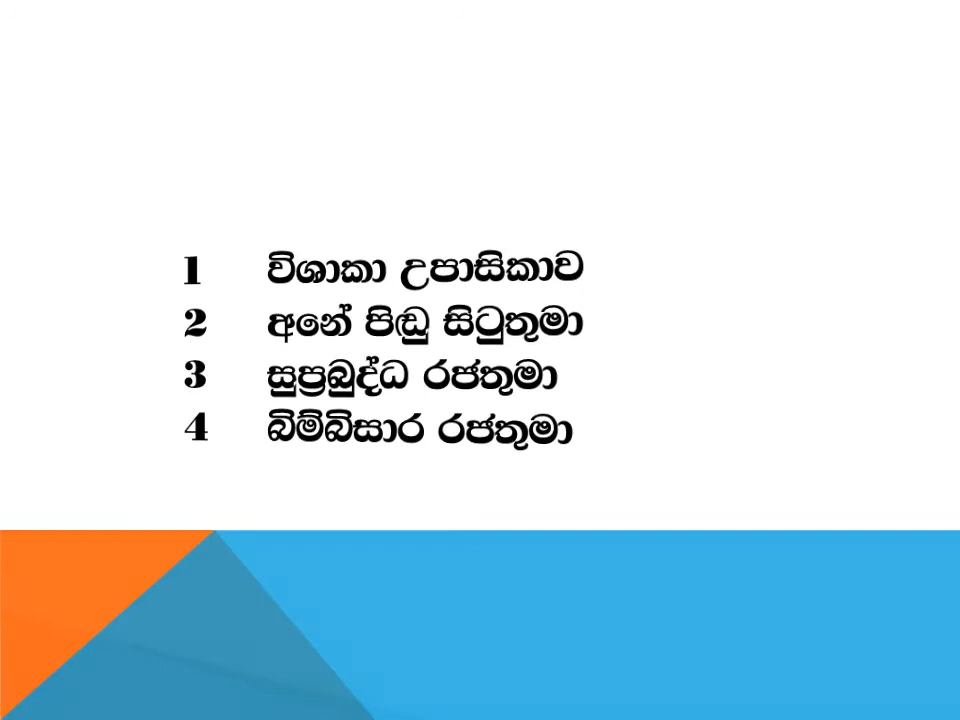 1 විශාකා උපාසිකාව
2 අනේ පිඬු සිටුතුමා
3 සුප්‍රබුද්ධ රජතුමා
4 බිම්බිසාර රජතුමා